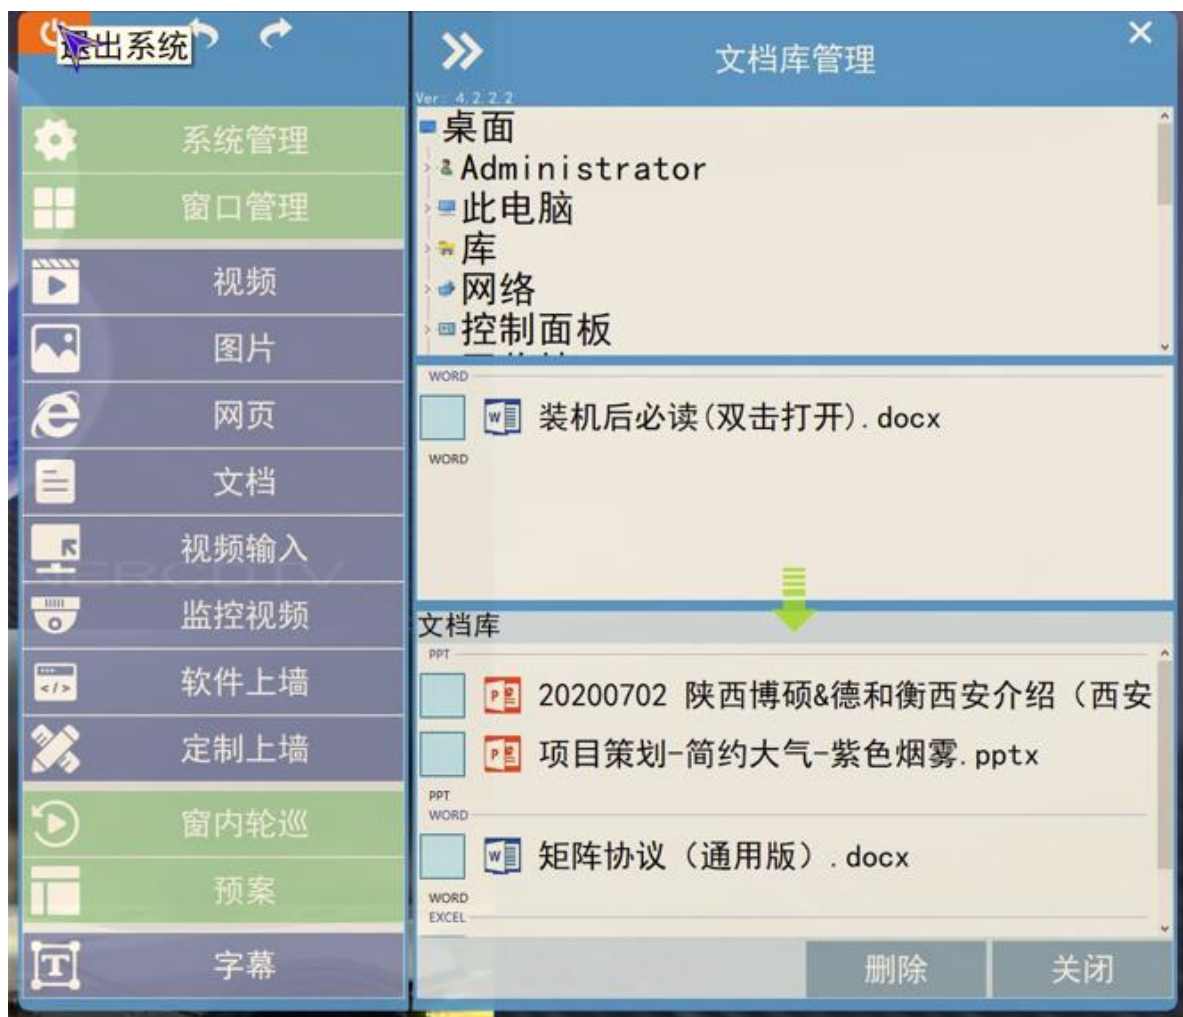 退出系统
系统管理
窗口管理
视频
图片
网页
文档
视频输入
监控视频
软件上墙
定制上墙
窗内轮巡
预案
字幕
文档库管理
Ver: 4.2.2.2
桌面
Administrator
此电脑
库
网络
控制面板
WORD
装机后必读(双击打开).docx
WORD
文档库
PPT
20200702 陕西博硕&德和衡西安介绍（西安
项目策划-简约大气-紫色烟雾.pptx
PPT
WORD
矩阵协议（通用版）.docx
WORD
EXCEL
删除
关闭